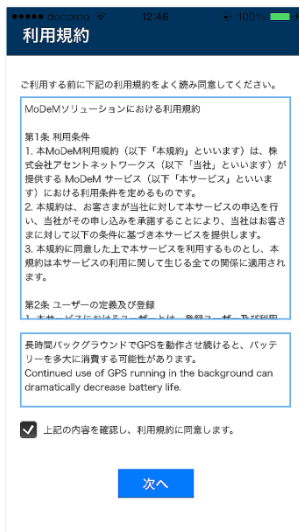 docomo 12:46 100%
利用規約
ご利用する前に下記の利用規約をよく読み同意してください。
MoDeMソリューションにおける利用規約
第1条 利用条件
1. 本MoDeM利用規約（以下「本規約」といいます）は、株
式会社アセントネットワークス（以下「当社」といいます）が
提供する MoDeM サービス（以下「本サービス」といいま
す）における利用条件を定めるものです。
2. 本規約は、お客さまが当社に対して本サービスの申込を行
い、当社がその申し込みを承諾することにより、当社はお客さ
まに対して以下の条件に基づき本サービスを提供します。
3. 本規約に同意した上で本サービスを利用するものとし、本
規約は本サービスの利用に関して生じる全ての関係に適用され
ます。
第2条 ユーザーの定義及び登録
長時間バックグラウンドでGPSを動作させ続けると、バッテ
リーを多大に消費する可能性があります。
Continued use of GPS running in the background can
dramatically decrease battery life.
上記の内容を確認し、利用規約に同意します。
次へ